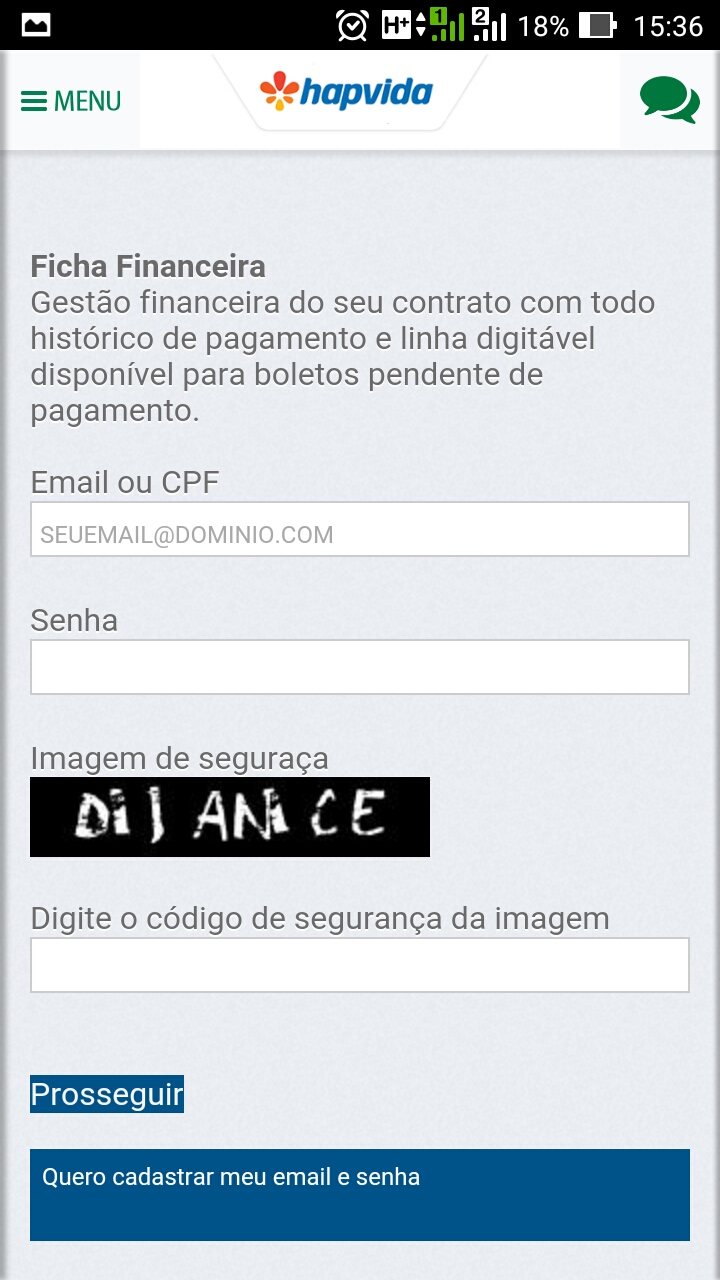 H+ 1 2 18% 15:36
MENU hapvida
Ficha Financeira
Gestão financeira do seu contrato com todo
histórico de pagamento e linha digitável
disponível para boletos pendente de
pagamento.
Email ou CPF
SEUEMAIL@DOMINIO.COM
Senha
Imagem de seguraça
DiJANiCE
Digite o código de segurança da imagem
Prosseguir
Quero cadastrar meu email e senha